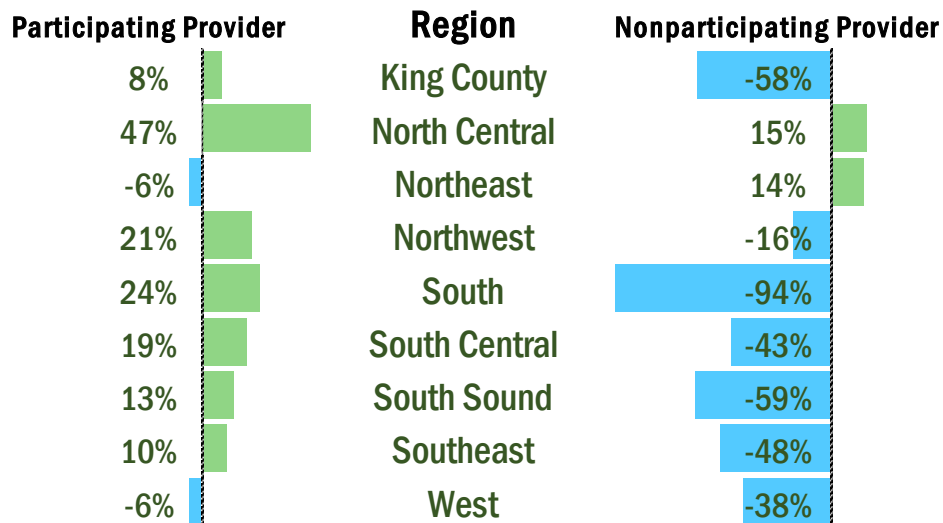 Participating Provider Region Nonparticipating Provider
8% King County -58%
47% North Central 15%
-6% Northeast 14%
21% Northwest -16%
24% South -94%
19% South Central -43%
13% South Sound -59%
10% Southeast -48%
-6% West -38%